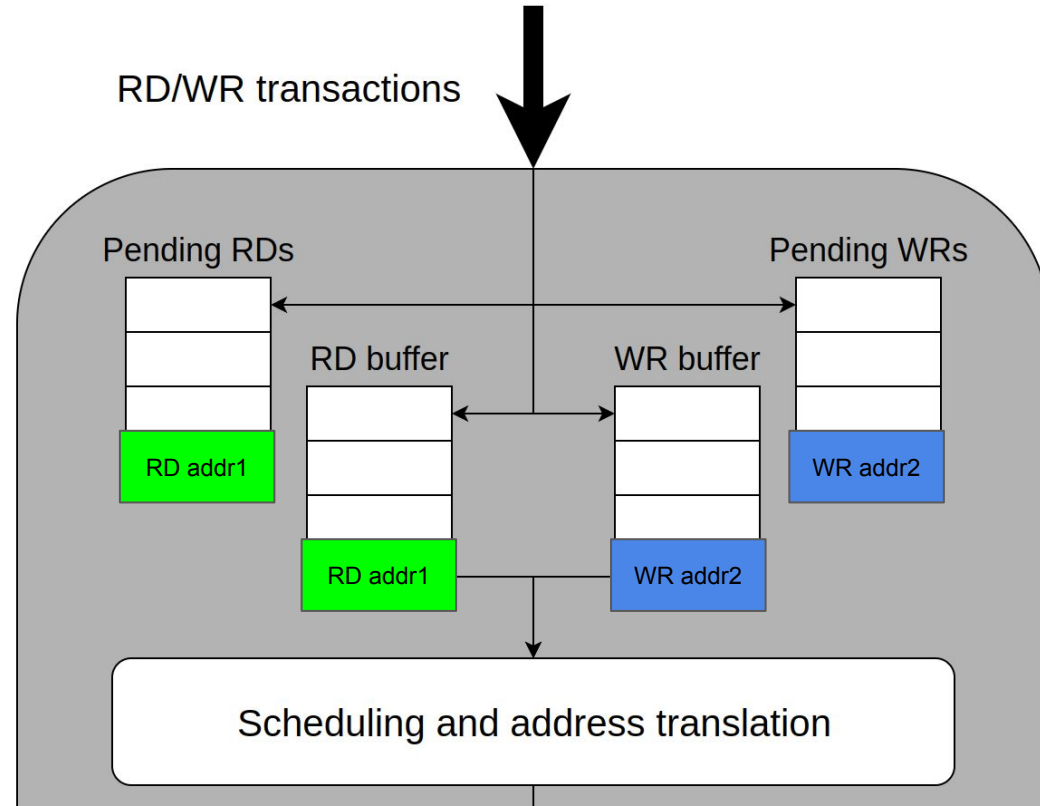 RD/WR transactions
Pending RDs
Pending WRs
RD buffer
WR buffer
RD addr1
WR addr2
RD addr1
WR addr2
Scheduling and address translation